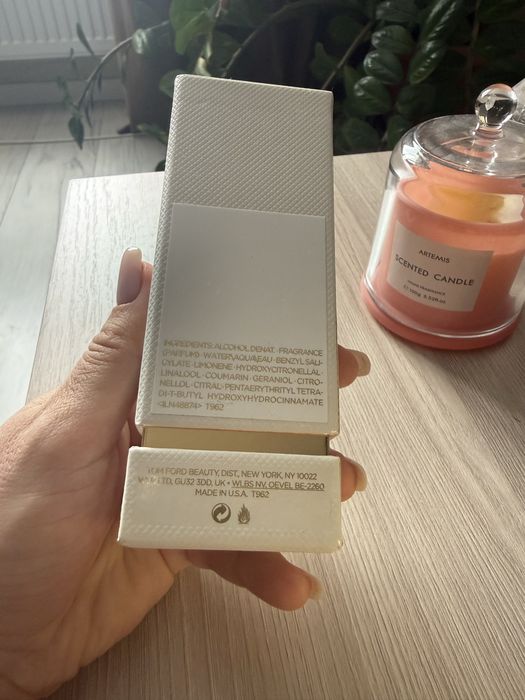 INGREDIENTS: ALCOHOL DENAT. · FRAGRANCE
(PARFUM) · WATER\AQUA\EAU · BENZYL SALI-
CYLATE · LIMONENE · HYDROXYCITRONELLAL ·
LINALOOL · COUMARIN · GERANIOL · CITRO-
NELLOL · CITRAL · PENTAERYTHRITYL TETRA-
DI-T-BUTYL HYDROXYHYDROCINNAMATE
<ILN48874> T962
TOM FORD BEAUTY, DIST., NEW YORK, NY 10022
LTD, GU32 3DD, UK • WLBS NV, OEVEL BE-2260
MADE IN U.S.A. T962
ARTEMIS
SCENTED CANDLE